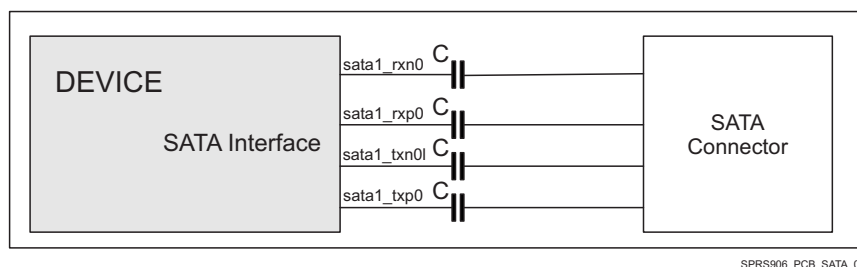 sata1_rxn0 C
DEVICE
sata1_rxp0 C
SATA Interface
SATA
Connector
sata1_txn0l C
sata1_txp0 C